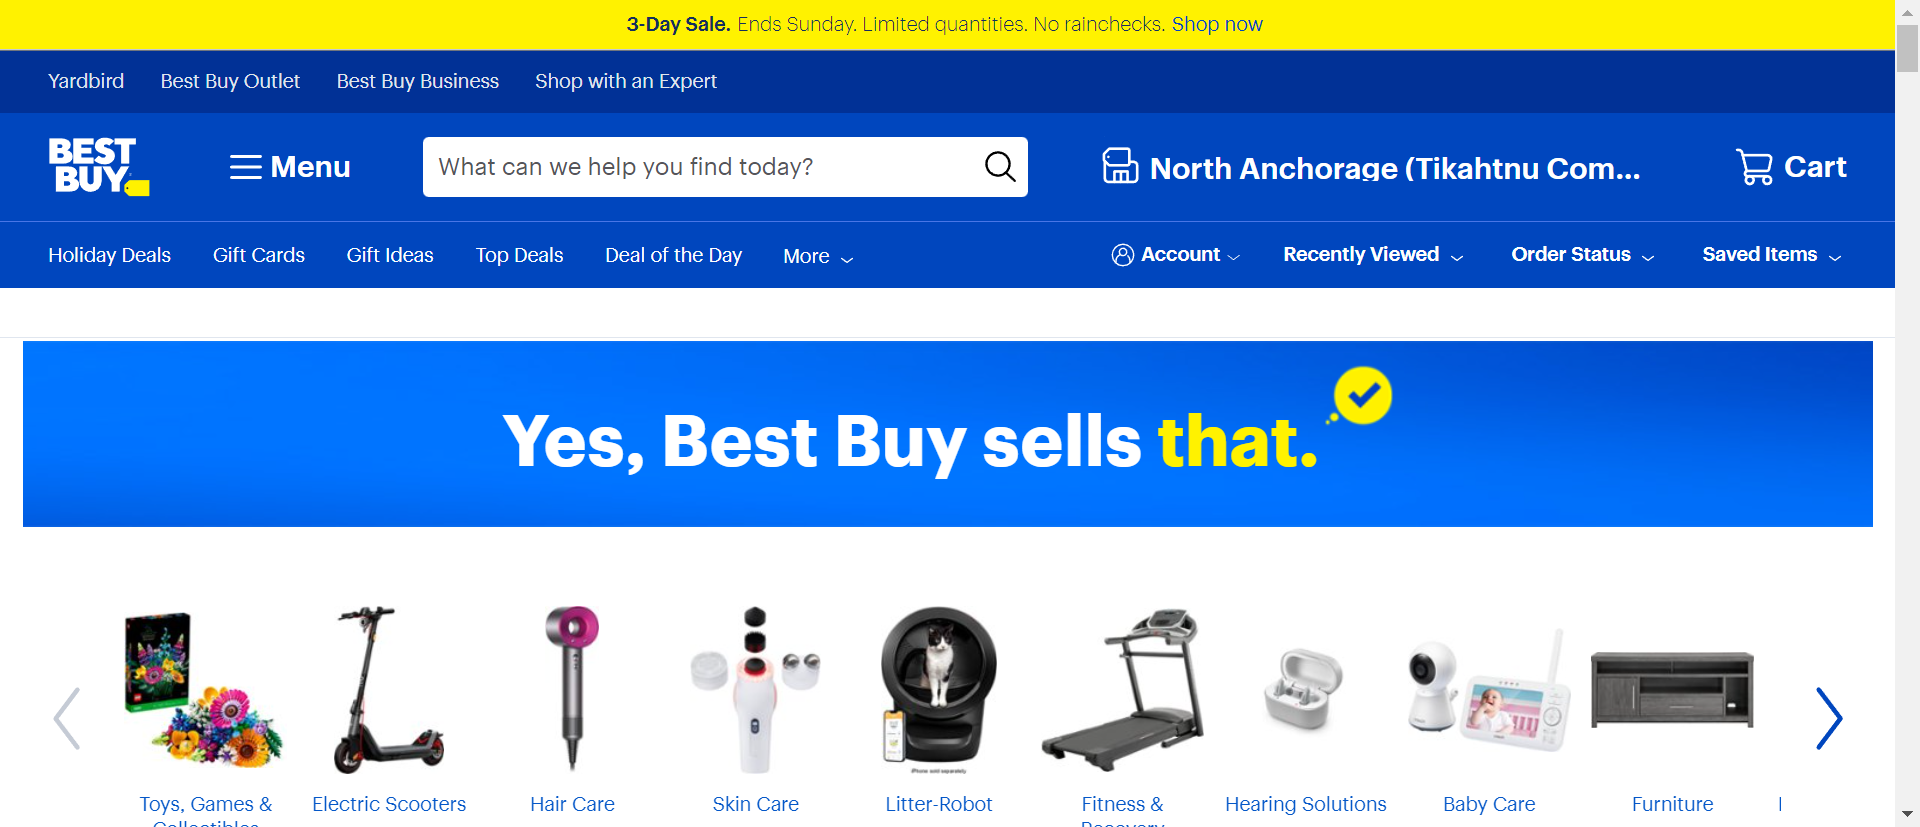 3-Day Sale. Ends Sunday. Limited quantities. No rainchecks. Shop now
Yardbird Best Buy Outlet Best Buy Business Shop with an Expert
BEST
BUY
Menu
What can we help you find today?
North Anchorage (Tikahtnu Com...
Cart
Holiday Deals Gift Cards Gift Ideas Top Deals Deal of the Day More Account Recently Viewed Order Status Saved Items
Yes, Best Buy sells that.
Toys, Games & Electric Scooters Hair Care Skin Care Litter-Robot Fitness & Hearing Solutions Baby Care Furniture
Collectibles Recovery